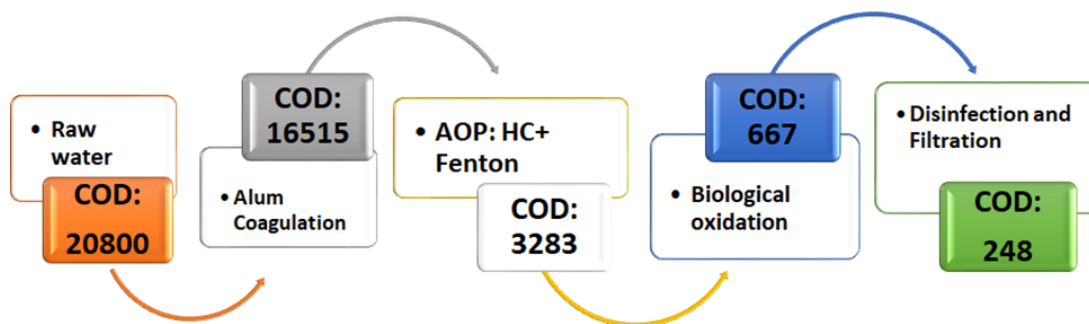 • Raw
water
COD:
20800
COD:
16515
• Alum
Coagulation
• AOP: HC+
Fenton
COD:
3283
COD:
667
• Biological
oxidation
• Disinfection and
Filtration
COD:
248